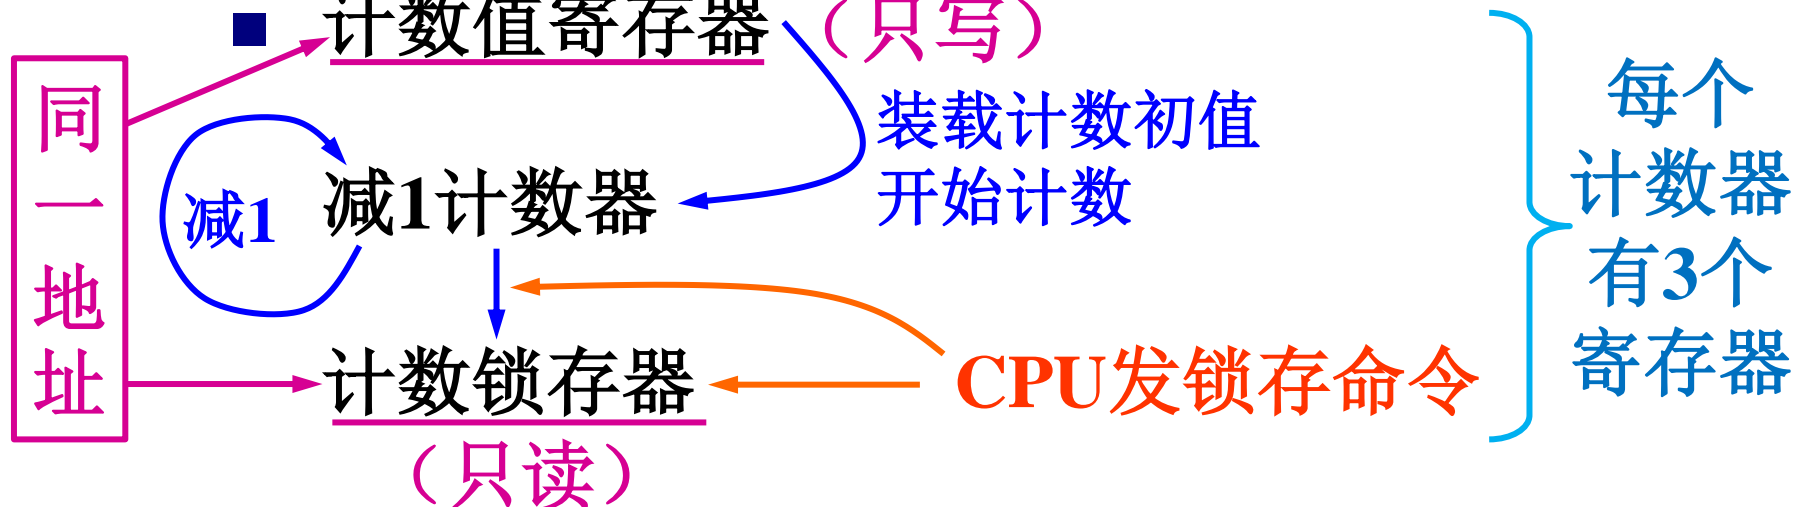 计数值寄存器（只写）
同一地址
装载计数初值
开始计数
减1
减1计数器
计数锁存器
（只读）
CPU发锁存命令
每个
计数器
有3个
寄存器